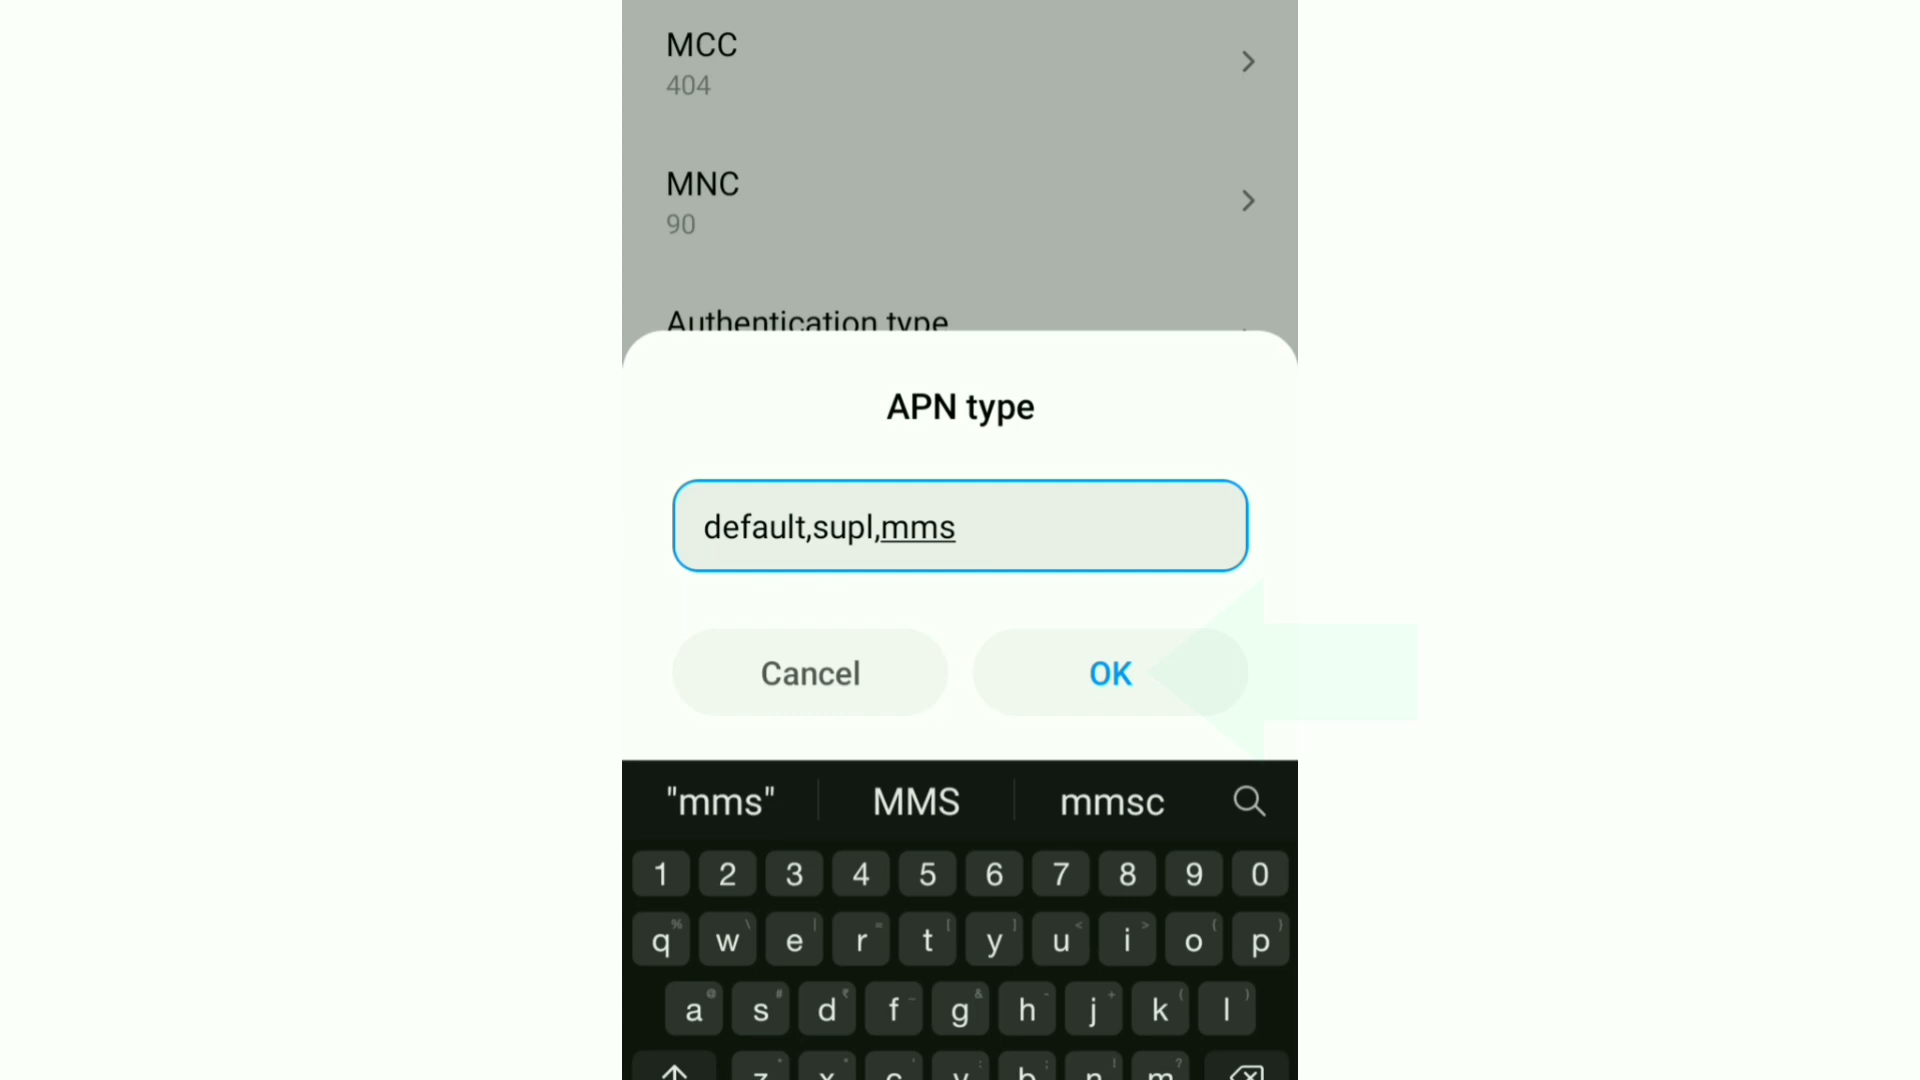 MCC
404
MNC
90
Authentication type
APN type
default,supl,mms
Cancel OK
"mms" MMS mmsc
1 2 3 4 5 6 7 8 9 0
q w e r t y u i o p
a s d f g h j k l
z x c v b n m